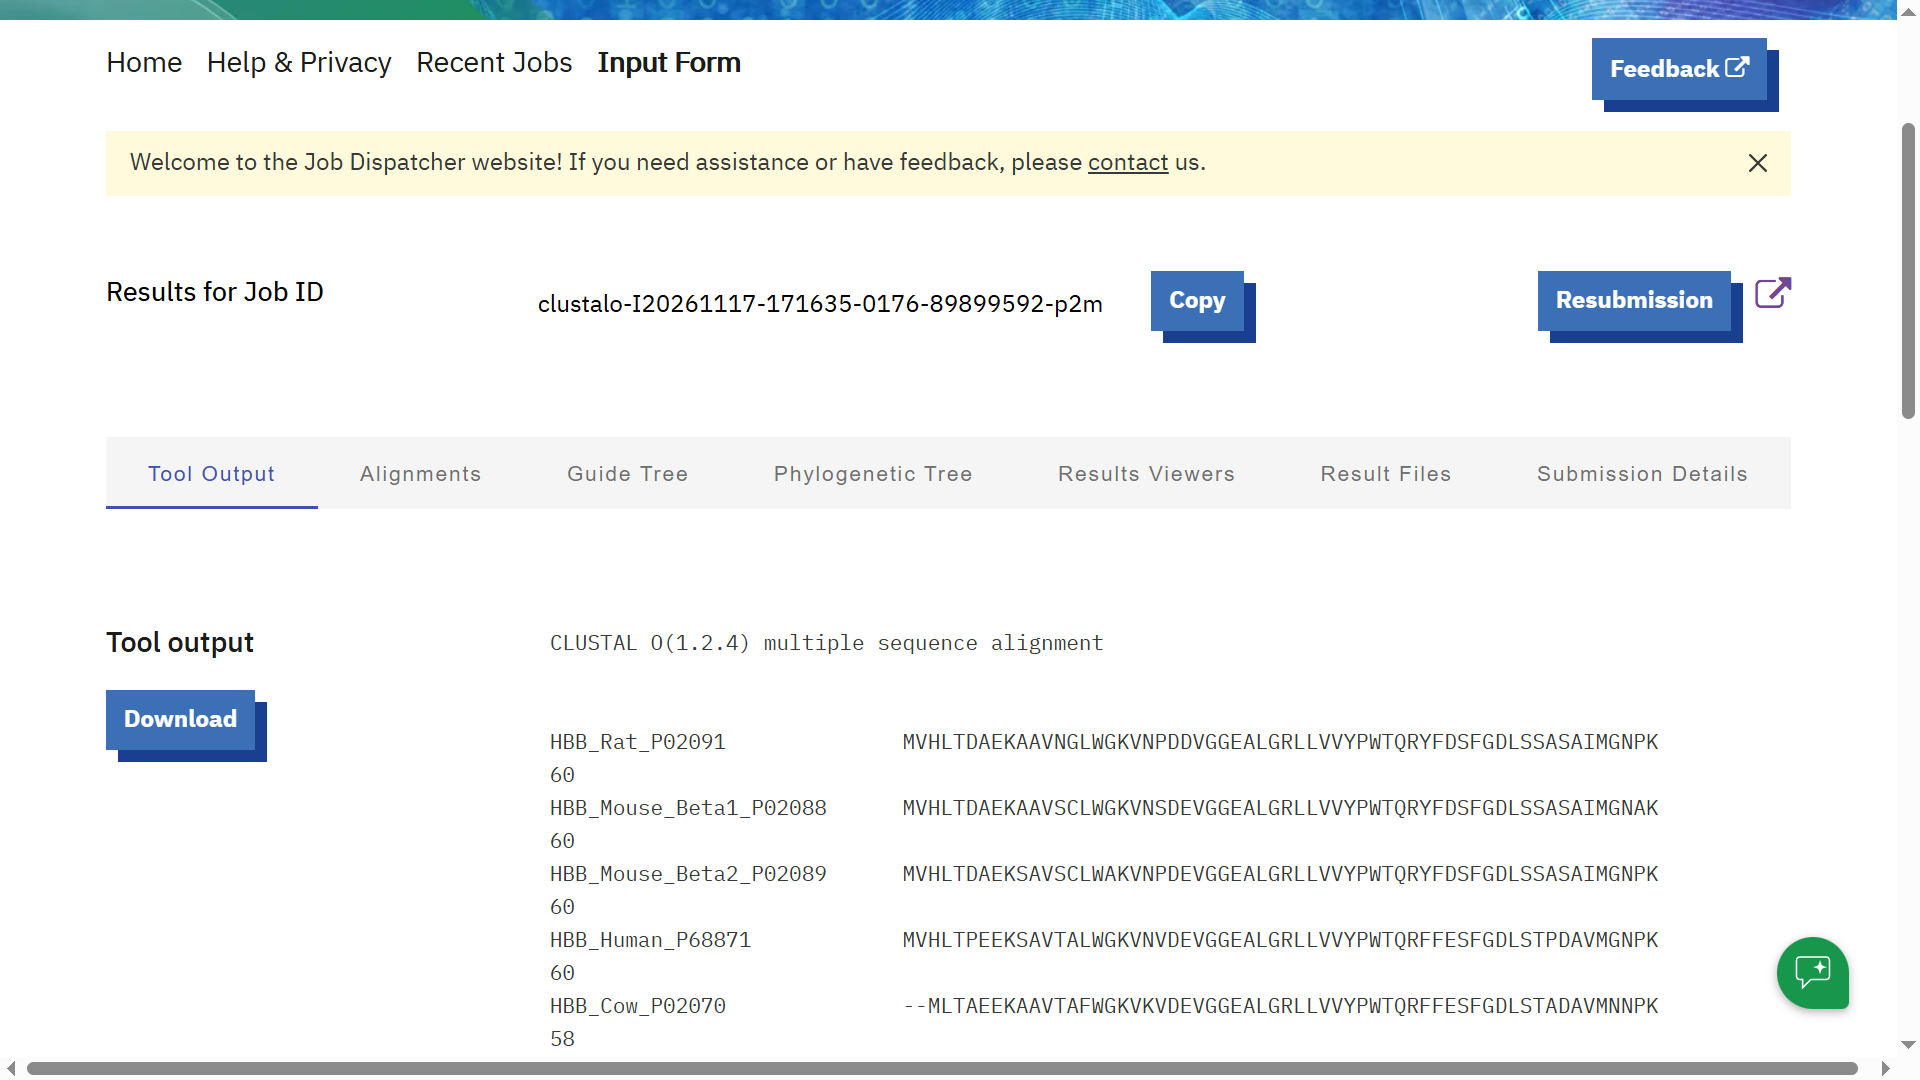 Home Help & Privacy Recent Jobs Input Form
Feedback
Welcome to the Job Dispatcher website! If you need assistance or have feedback, please contact us.
Results for Job ID
clustalo-I20261117-171635-0176-89899592-p2m
Copy
Resubmission
Tool Output Alignments Guide Tree Phylogenetic Tree Results Viewers Result Files Submission Details
Tool output
Download
CLUSTAL O(1.2.4) multiple sequence alignment
HBB_Rat_P02091 MVHLTDAEKAAVNGLWGKVNPDDVGGEALGRLLVVYPWTQRYFDSFGDLSSASAIMGNPK
60
HBB_Mouse_Beta1_P02088 MVHLTDAEKAAVSCLWGKVNSDEVGGEALGRLLVVYPWTQRYFDSFGDLSSASAIMGNAK
60
HBB_Mouse_Beta2_P02089 MVHLTDAEKSAVSCLWAKVNPDEVGGEALGRLLVVYPWTQRYFDSFGDLSSASAIMGNPK
60
HBB_Human_P68871 MVHLTPEEKSAVTALWGKVNVDEVGGEALGRLLVVYPWTQRFFESFGDLSTPDAVMGNPK
60
HBB_Cow_P02070 --MLTAEEKAAVTAFWGKVKVDEVGGEALGRLLVVYPWTQRFFESFGDLSTADAVMNNPK
58